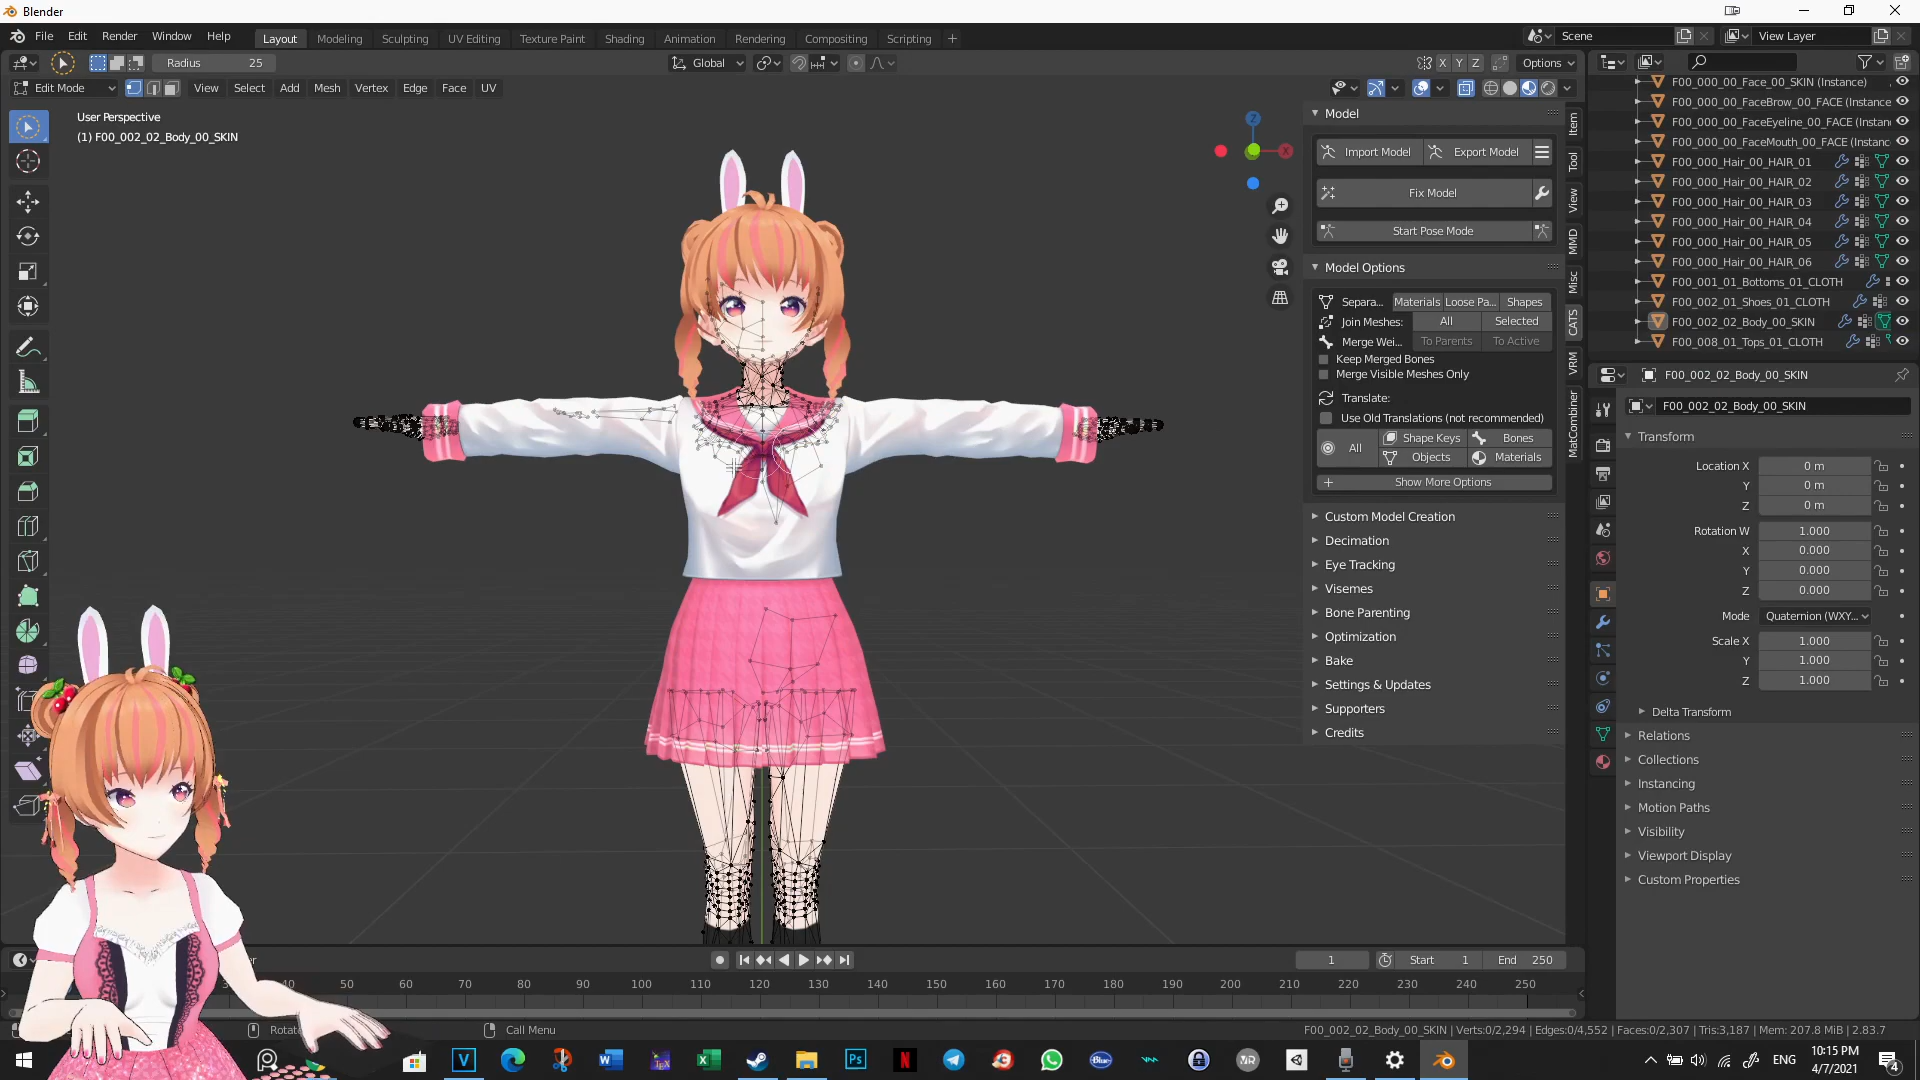 Blender
File Edit Render Window Help
Layout Modeling Sculpting UV Editing Texture Paint Shading Animation Rendering Compositing Scripting +
Scene View Layer
Radius 25 Global X Y Z Options
Edit Mode View Select Add Mesh Vertex Edge Face UV
User Perspective
(1) F00_002_02_Body_00_SKIN
Z
X
Model
Import Model Export Model
Fix Model
Start Pose Mode
Model Options
Separa... Materials Loose Pa... Shapes
Join Meshes: All Selected
Merge Wei... To Parents To Active
Keep Merged Bones
Merge Visible Meshes Only
Translate:
Use Old Translations (not recommended)
All Shape Keys Bones
Objects Materials
Show More Options
Custom Model Creation
Decimation
Eye Tracking
Visemes
Bone Parenting
Optimization
Bake
Settings & Updates
Supporters
Credits
Item
Tool
View
MMD
Misc
CATS
VRM
MatCombiner
F00_000_00_Face_00_SKIN (Instance)
F00_000_00_FaceBrow_00_FACE (Instance
F00_000_00_FaceEyeline_00_FACE (Instan
F00_000_00_FaceMouth_00_FACE (Instanc
F00_000_Hair_00_HAIR_01
F00_000_Hair_00_HAIR_02
F00_000_Hair_00_HAIR_03
F00_000_Hair_00_HAIR_04
F00_000_Hair_00_HAIR_05
F00_000_Hair_00_HAIR_06
F00_001_01_Bottoms_01_CLOTH
F00_002_01_Shoes_01_CLOTH
F00_002_02_Body_00_SKIN
F00_008_01_Tops_01_CLOTH
F00_002_02_Body_00_SKIN
F00_002_02_Body_00_SKIN
Transform
Location X 0 m
Y 0 m
Z 0 m
Rotation W 1.000
X 0.000
Y 0.000
Z 0.000
Mode Quaternion (WXY...
Scale X 1.000
Y 1.000
Z 1.000
Delta Transform
Relations
Collections
Instancing
Motion Paths
Visibility
Viewport Display
Custom Properties
1 Start 1 End 250
40 50 60 70 80 90 100 110 120 130 140 150 160 170 180 190 200 210 220 230 240 250
Rotat Call Menu F00_002_02_Body_00_SKIN | Verts:0/2,294 | Edges:0/4,552 | Faces:0/2,307 | Tris:3,187 | Mem: 207.8 MiB | 2.83.7
ENG 10:15 PM
4/7/2021
4